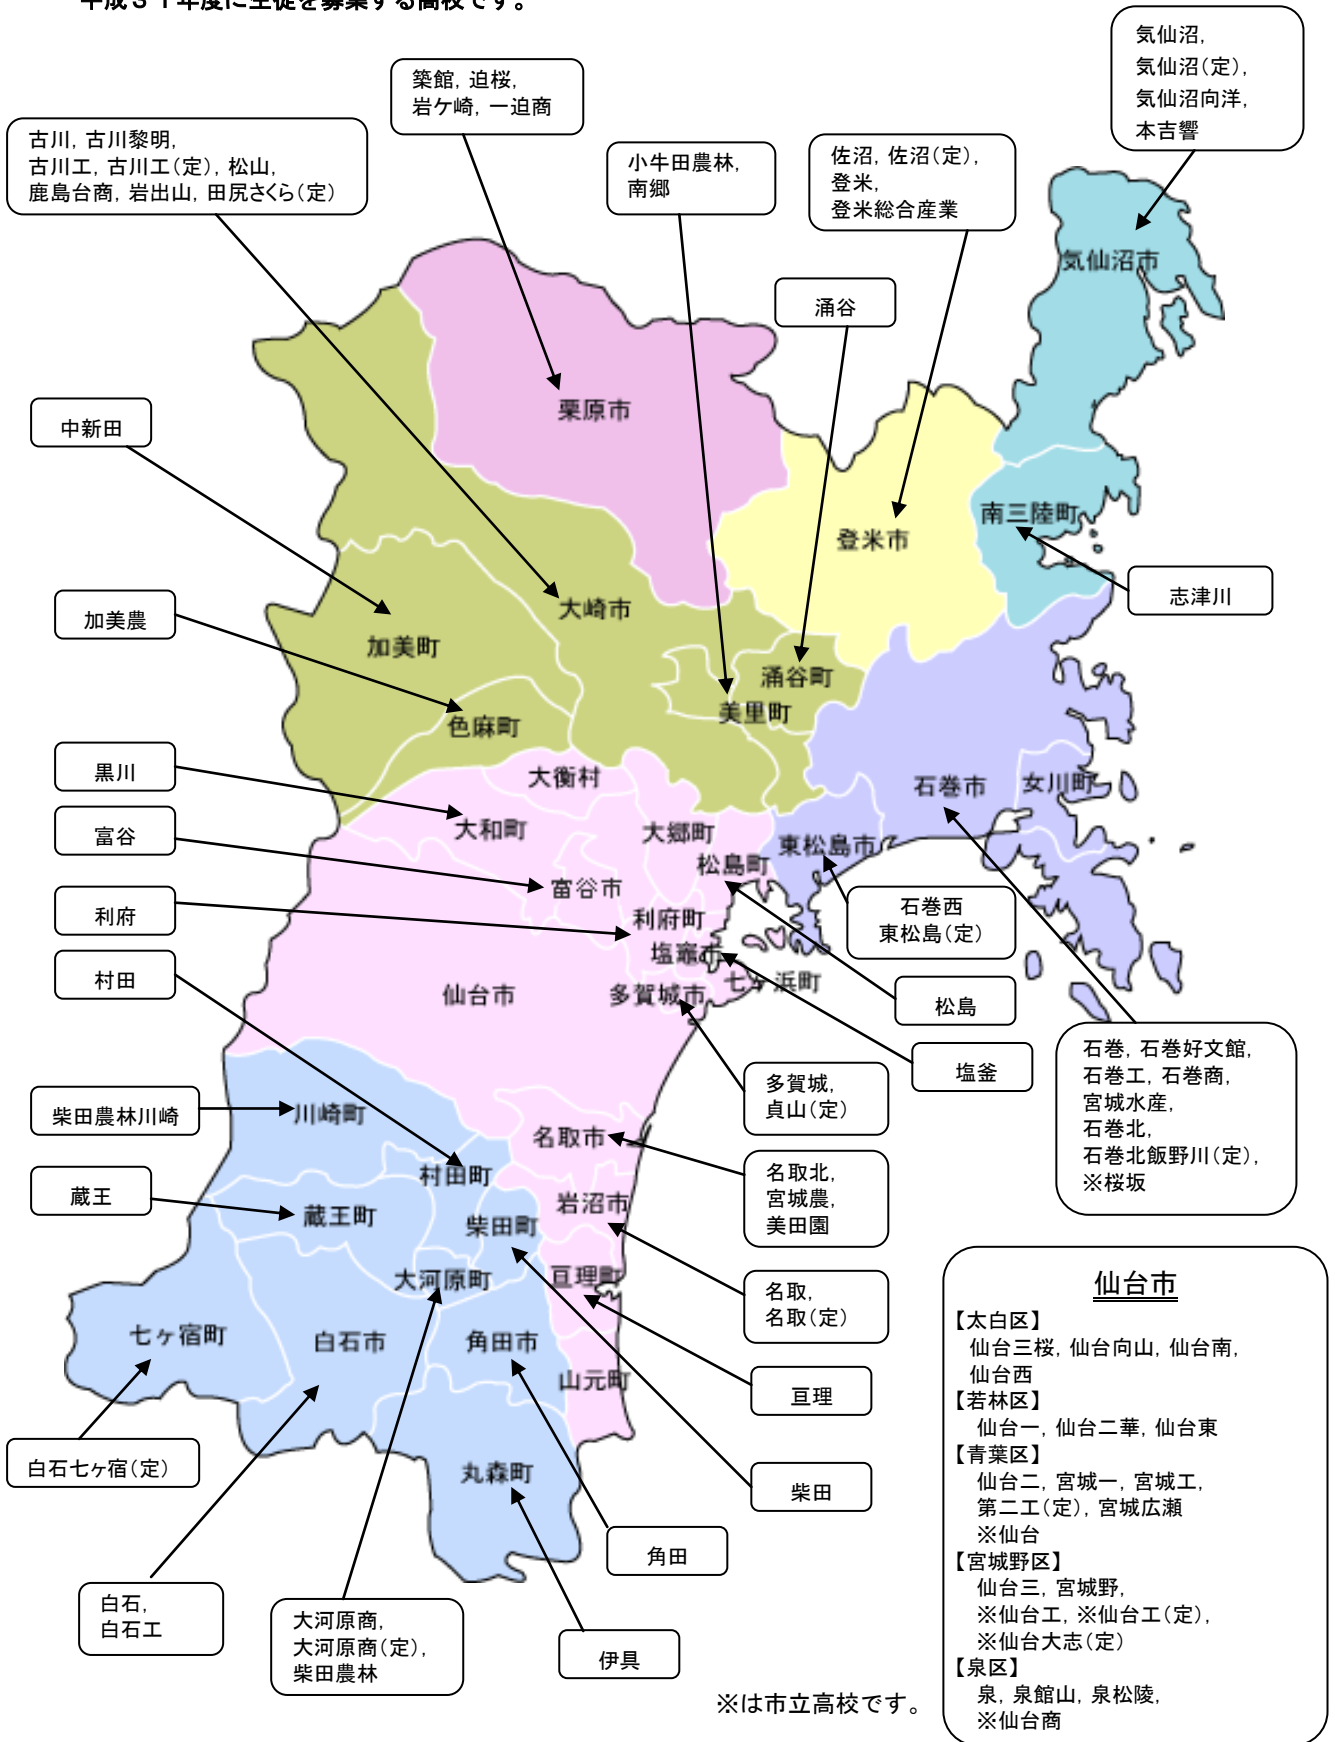 平成31年度に生徒を募集する高校です。
気仙沼,
気仙沼(定),
気仙沼向洋,
本吉響
築館, 迫桜,
岩ケ崎, 一迫商
古川, 古川黎明,
古川工, 古川工(定), 松山,
鹿島台商, 岩出山, 田尻さくら(定)
小牛田農林,
南郷
佐沼, 佐沼(定),
登米,
登米総合産業
気仙沼市
涌谷
栗原市
中新田
南三陸町
登米市
志津川
大崎市
加美農
加美町
涌谷町
美里町
色麻町
黒川
大衡村
石巻市
女川町
大和町
大郷町
富谷
東松島市
松島町
富谷市
利府
利府町
石巻西
東松島(定)
塩竈市
村田
七ヶ浜町
仙台市
多賀城市
松島
塩釜
石巻, 石巻好文館,
石巻工, 石巻商,
宮城水産,
石巻北,
石巻北飯野川(定),
※桜坂
多賀城,
貞山(定)
柴田農林川崎
川崎町
名取市
村田町
名取北,
宮城農,
美田園
蔵王
蔵王町
岩沼市
柴田町
大河原町
亘理町
名取,
名取(定)
七ヶ宿町
白石市
角田市
山元町
亘理
白石七ヶ宿(定)
丸森町
柴田
角田
白石,
白石工
大河原商,
大河原商(定),
柴田農林
伊具
※は市立高校です。
仙台市
【太白区】
仙台三桜, 仙台向山, 仙台南,
仙台西
【若林区】
仙台一, 仙台二華, 仙台東
【青葉区】
仙台二, 宮城一, 宮城工,
第二工(定), 宮城広瀬
※仙台
【宮城野区】
仙台三, 宮城野,
※仙台工, ※仙台工(定),
※仙台大志(定)
【泉区】
泉, 泉館山, 泉松陵,
※仙台商